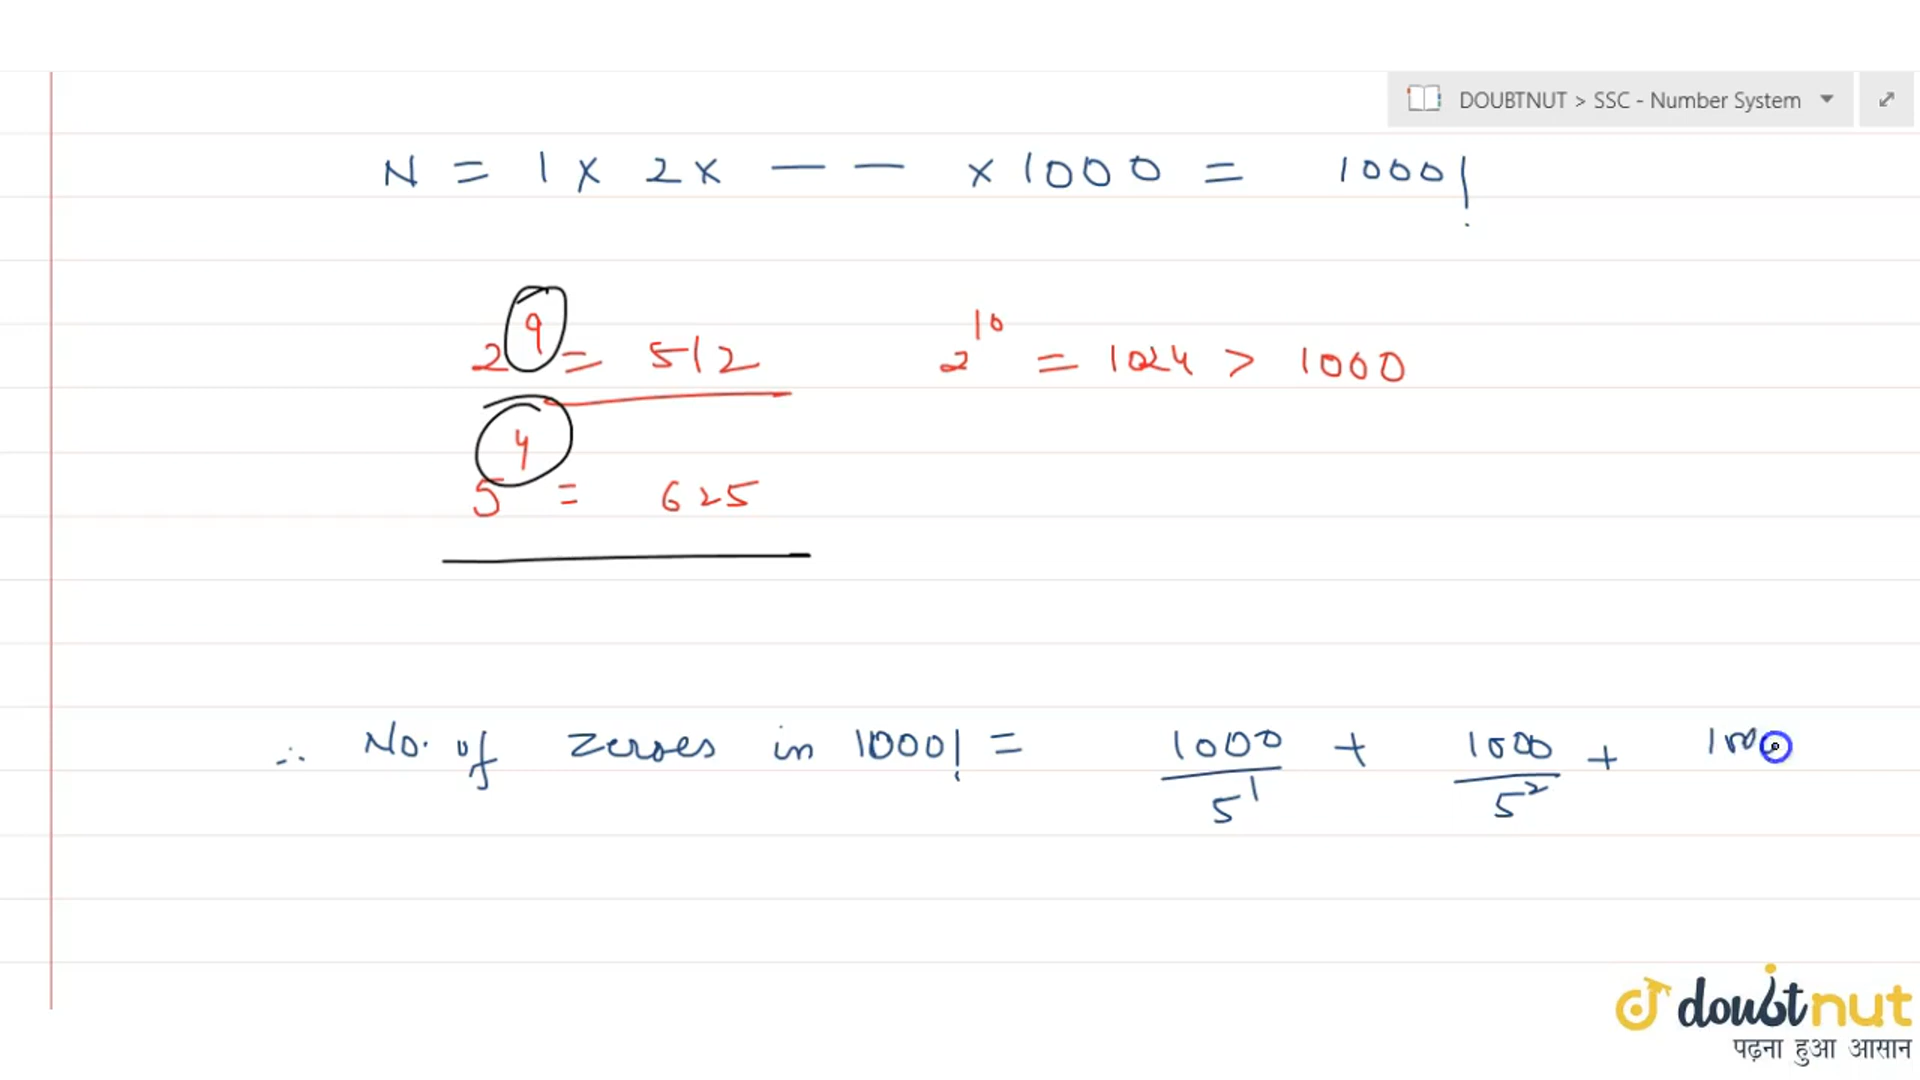 DOUBTNUT > SSC - Number System
N = 1 × 2 × — — × 1000 = 1000!
2^9 = 512 2^10 = 1024 > 1000
5^4 = 625
∴ No. of zeroes in 1000! = 1000/5^1 + 1000/5^2 + 100
doubtnut
पढ़ना हुआ आसान